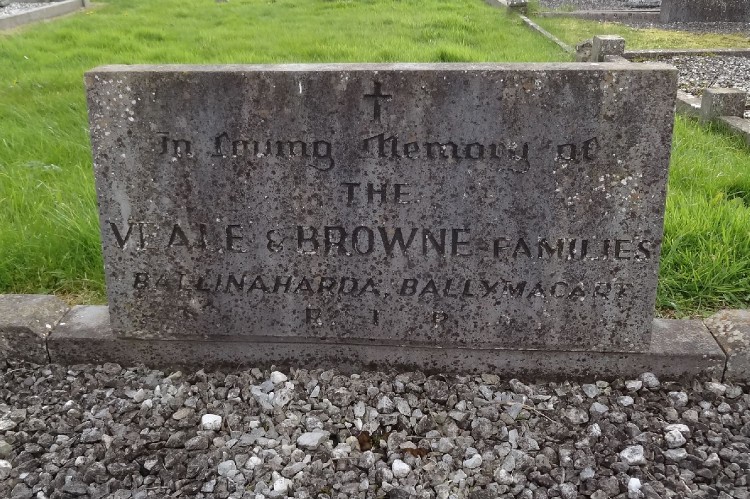 In Loving Memory of
THE
VEALE & BROWNE FAMILIES
BALLINAHARDA, BALLYMACART
R I P